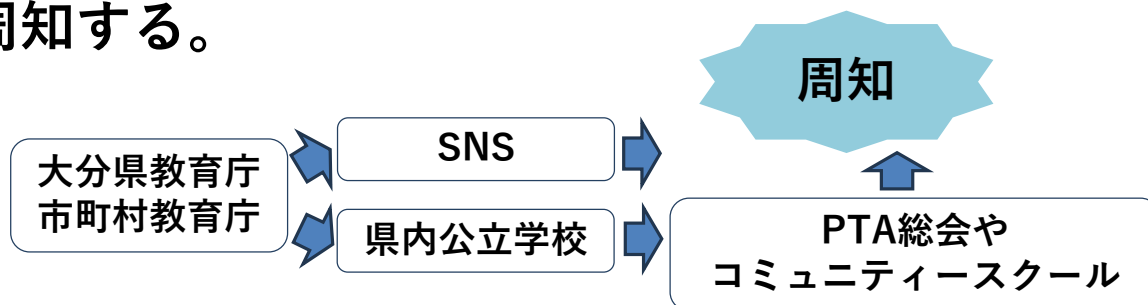 周知する。
周知
SNS
大分県教育庁
市町村教育庁
県内公立学校
PTA総会や
コミュニティースクール